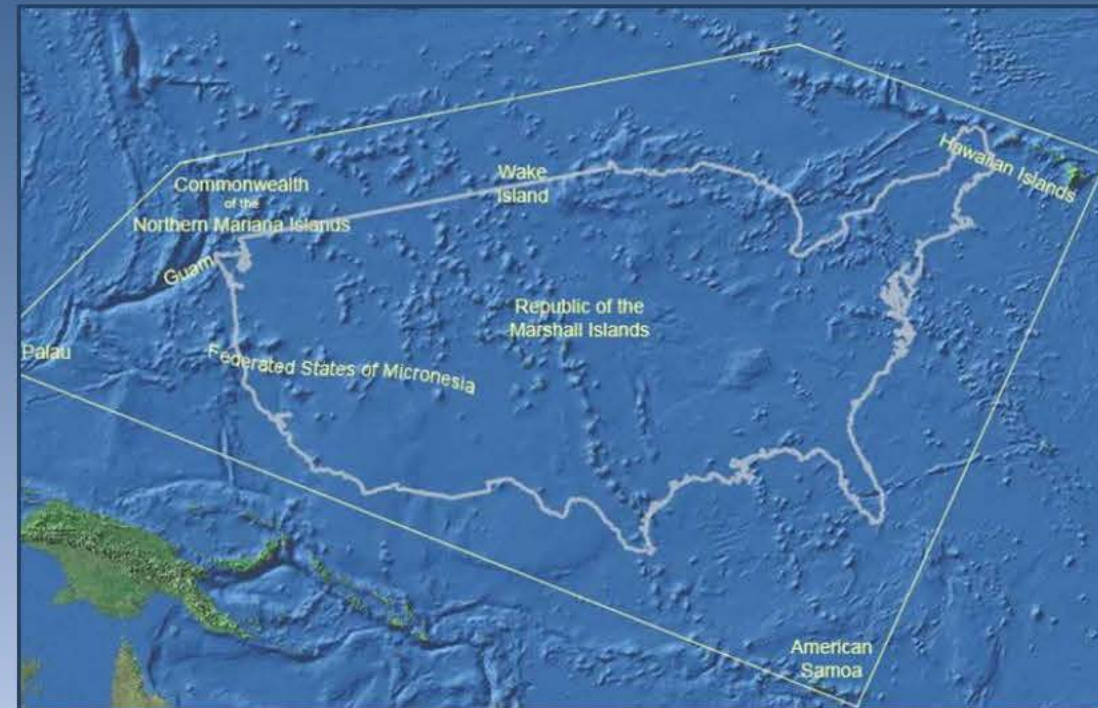 Hawaiian Islands
Wake
Island
Commonwealth
of the
Northern Mariana Islands
Guam
Republic of the
Marshall Islands
Palau
Federated States of Micronesia
American
Samoa